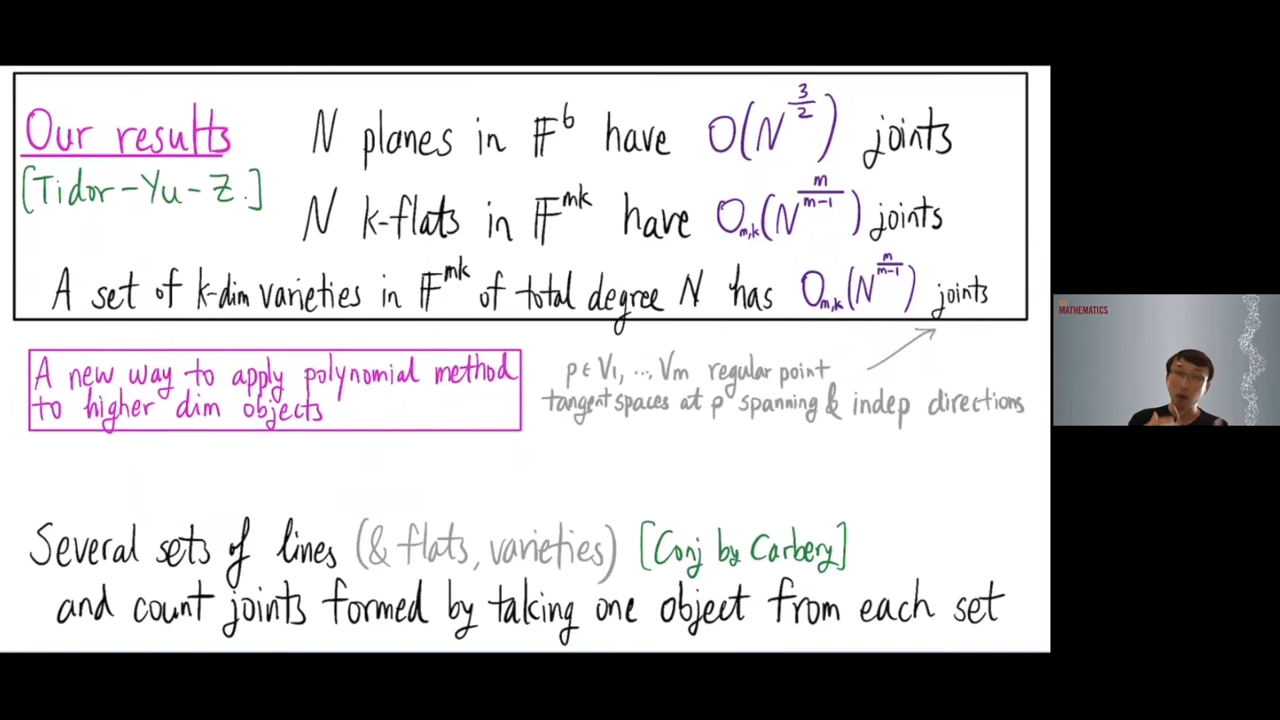 Our results
[Tidor-Yu-Z.]
N planes in 𝔽⁶ have O(N^{3/2}) joints
N k-flats in 𝔽^{mk} have O_{m,k}(N^{m/(m-1)}) joints
A set of k-dim varieties in 𝔽^{mk} of total degree N has O_{m,k}(N^{m/(m-1)}) joints
A new way to apply polynomial method
to higher dim objects
p ∈ V₁, ..., Vₘ regular point
tangent spaces at p spanning & indep directions
Several sets of lines (& flats, varieties) [Conj by Carbery]
and count joints formed by taking one object from each set
MATHEMATICS